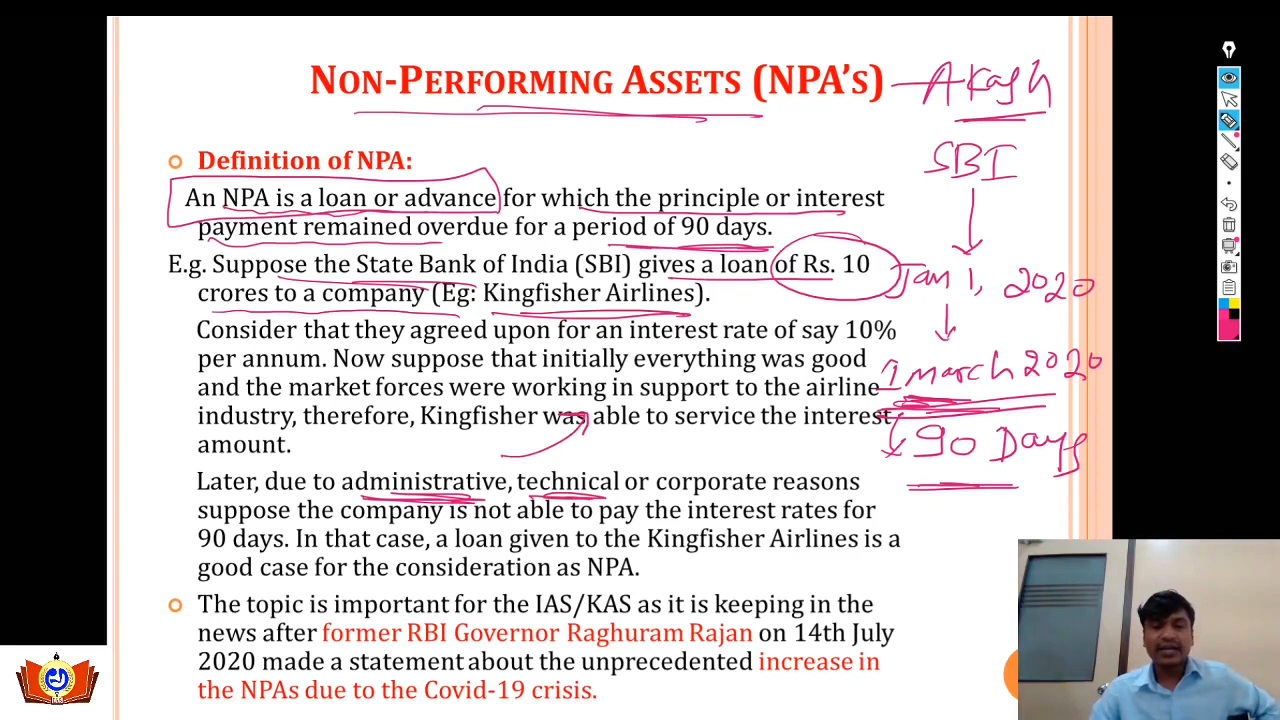 NON-PERFORMING ASSETS (NPA'S)
Akash
SBI
Definition of NPA:
An NPA is a loan or advance for which the principle or interest
payment remained overdue for a period of 90 days.
E.g. Suppose the State Bank of India (SBI) gives a loan of Rs. 10
crores to a company (Eg: Kingfisher Airlines).
Jan 1, 2020
Consider that they agreed upon for an interest rate of say 10%
per annum. Now suppose that initially everything was good
and the market forces were working in support to the airline
industry, therefore, Kingfisher was able to service the interest
amount.
1 march 2020
90 Days
Later, due to administrative, technical or corporate reasons
suppose the company is not able to pay the interest rates for
90 days. In that case, a loan given to the Kingfisher Airlines is a
good case for the consideration as NPA.
The topic is important for the IAS/KAS as it is keeping in the
news after former RBI Governor Raghuram Rajan on 14th July
2020 made a statement about the unprecedented increase in
the NPAs due to the Covid-19 crisis.